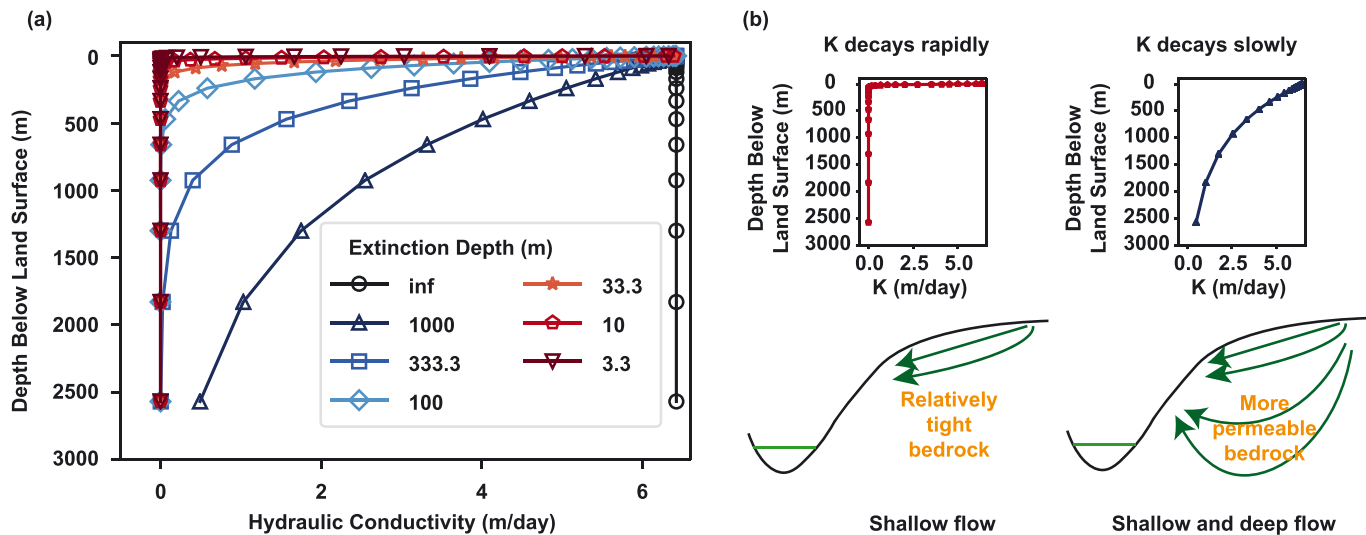 (a)
0
500
1000
1500
2000
2500
3000
Depth Below Land Surface (m)
0
2
4
6
Hydraulic Conductivity (m/day)
Extinction Depth (m)
inf
1000
333.3
100
33.3
10
3.3
(b)
K decays rapidly
0
500
1000
1500
2000
2500
3000
Depth Below
Land Surface (m)
0.0
2.5
5.0
K (m/day)
Relatively
tight
bedrock
Shallow flow
K decays slowly
0
500
1000
1500
2000
2500
3000
Depth Below
Land Surface (m)
0.0
2.5
5.0
K (m/day)
More
permeable
bedrock
Shallow and deep flow